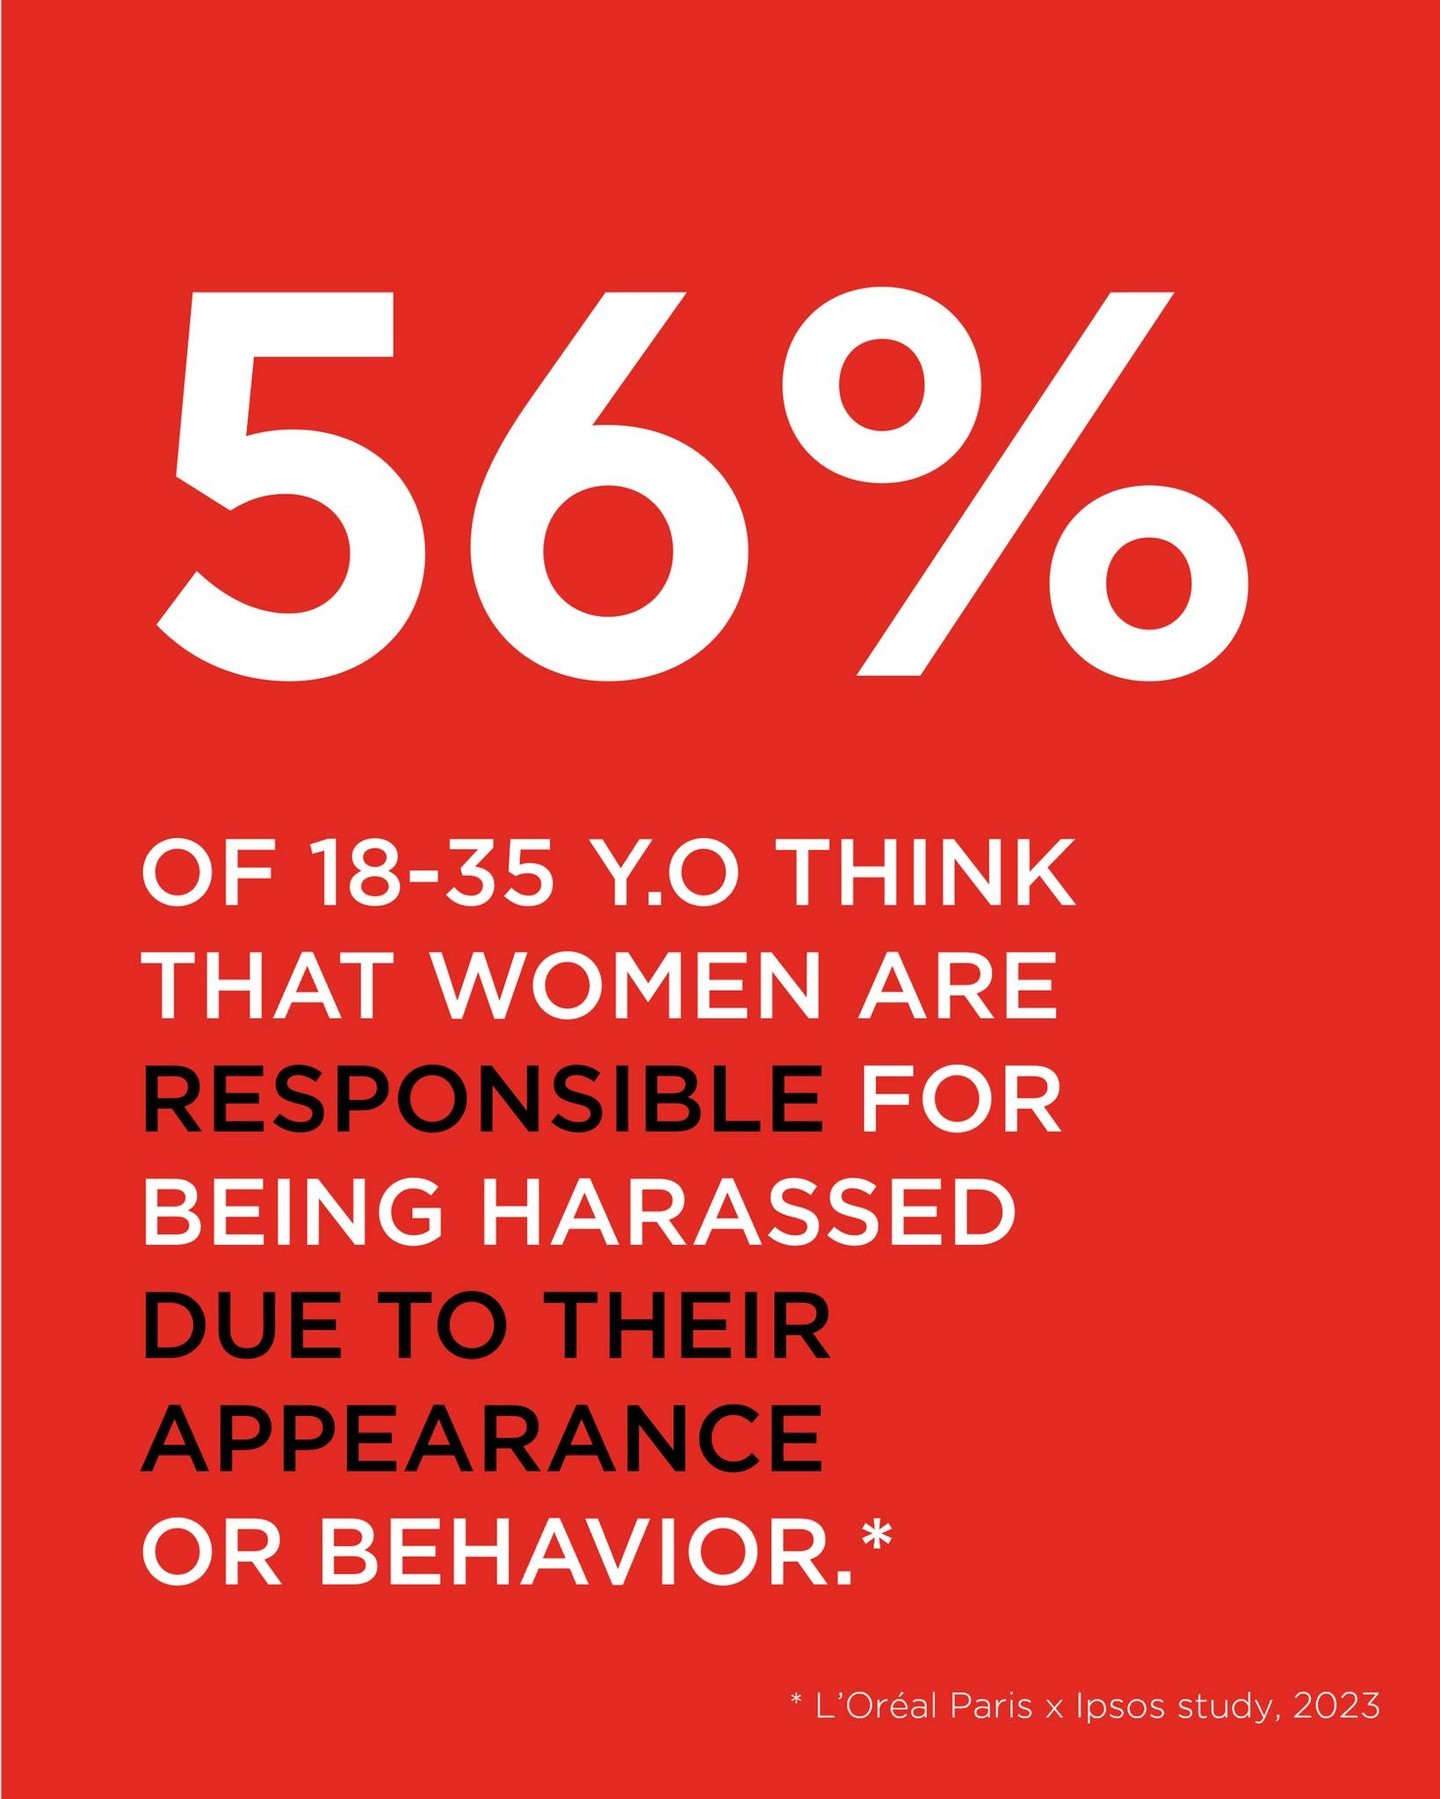 56%
OF 18-35 Y.O THINK
THAT WOMEN ARE
RESPONSIBLE FOR
BEING HARASSED
DUE TO THEIR
APPEARANCE
OR BEHAVIOR.*
* L’Oréal Paris x Ipsos study, 2023